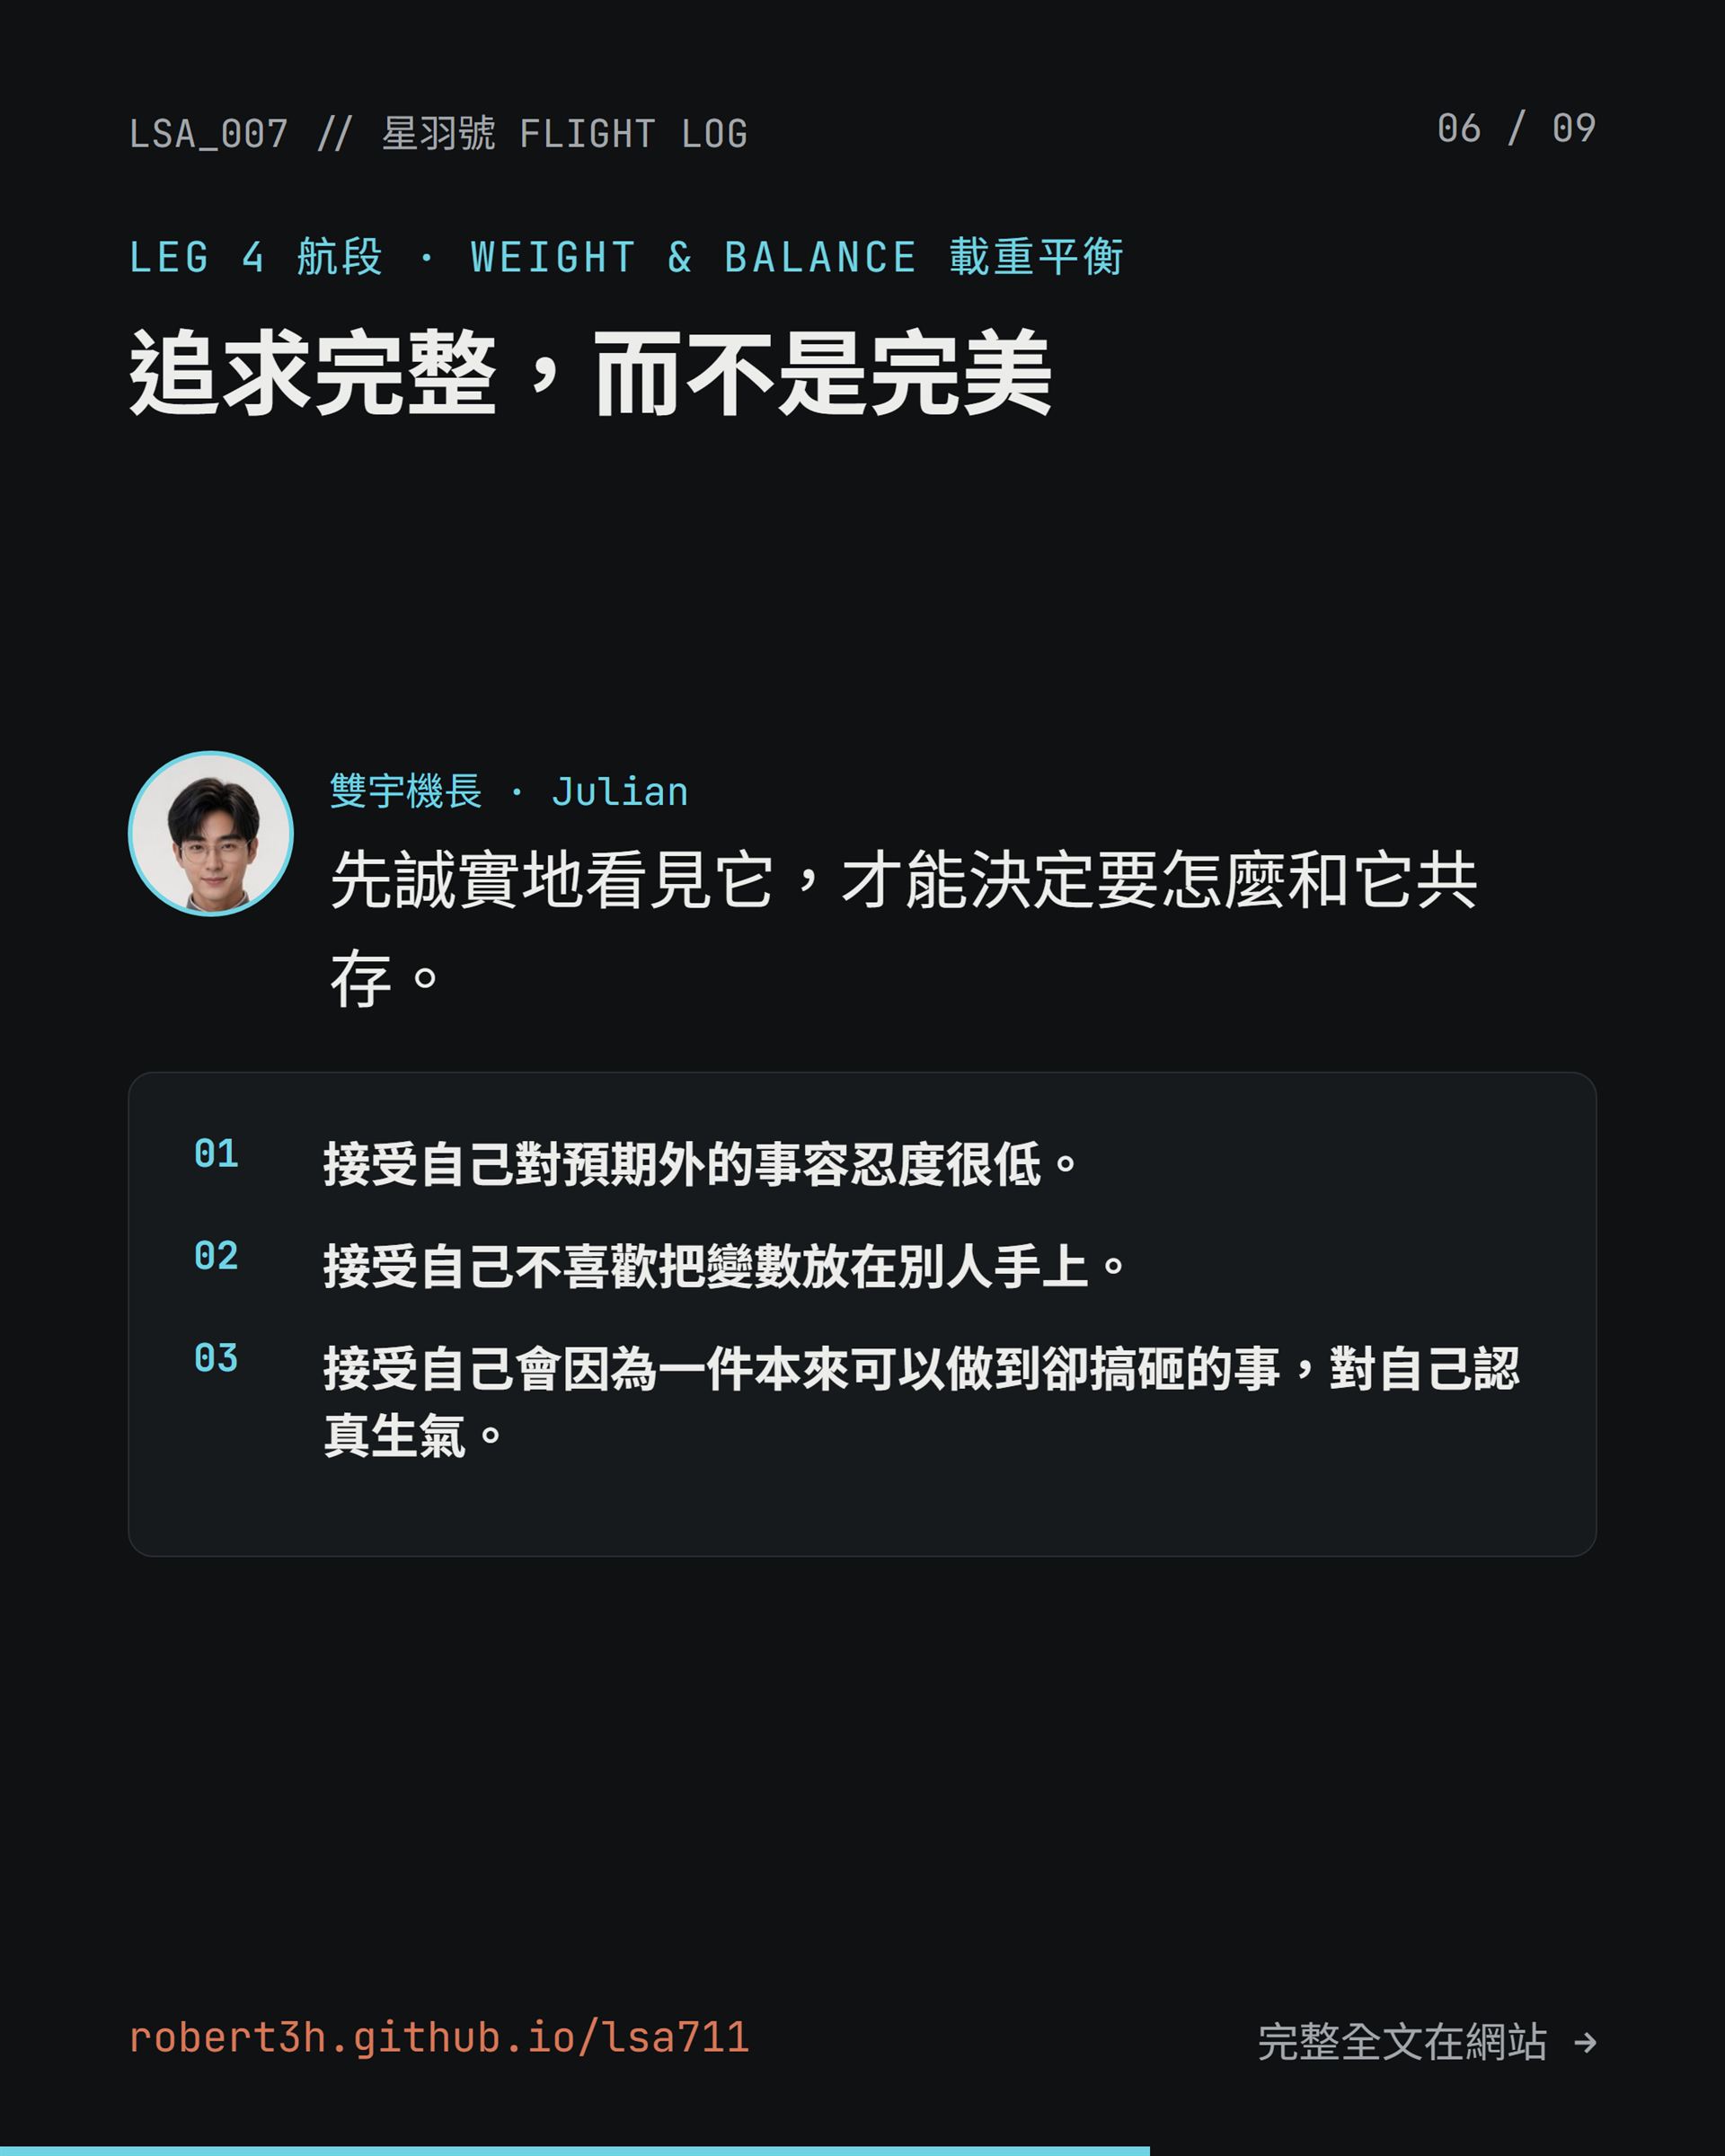 LSA_007 // 星羽號 FLIGHT LOG
06 / 09
LEG 4 航段 · WEIGHT & BALANCE 載重平衡
追求完整，而不是完美
雙宇機長 · Julian
先誠實地看見它，才能決定要怎麼和它共
存。
01 接受自己對預期外的事容忍度很低。
02 接受自己不喜歡把變數放在別人手上。
03 接受自己會因為一件本來可以做到卻搞砸的事，對自己認
真生氣。
robert3h.github.io/lsa711
完整全文在網站 →